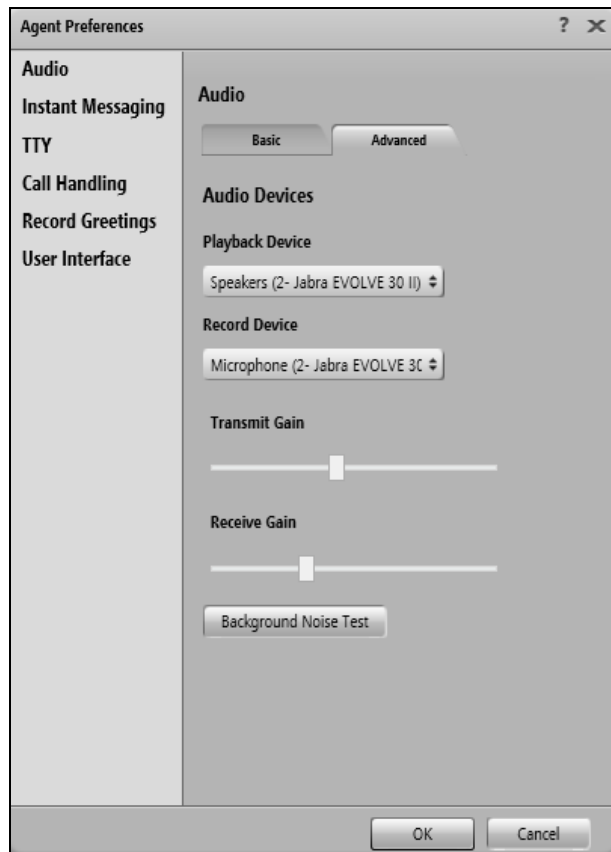 Agent Preferences ? X
Audio
Instant Messaging
TTY
Call Handling
Record Greetings
User Interface
Audio
Basic Advanced
Audio Devices
Playback Device
Speakers (2- Jabra EVOLVE 30 II)
Record Device
Microphone (2- Jabra EVOLVE 3(
Transmit Gain
Receive Gain
Background Noise Test
OK Cancel